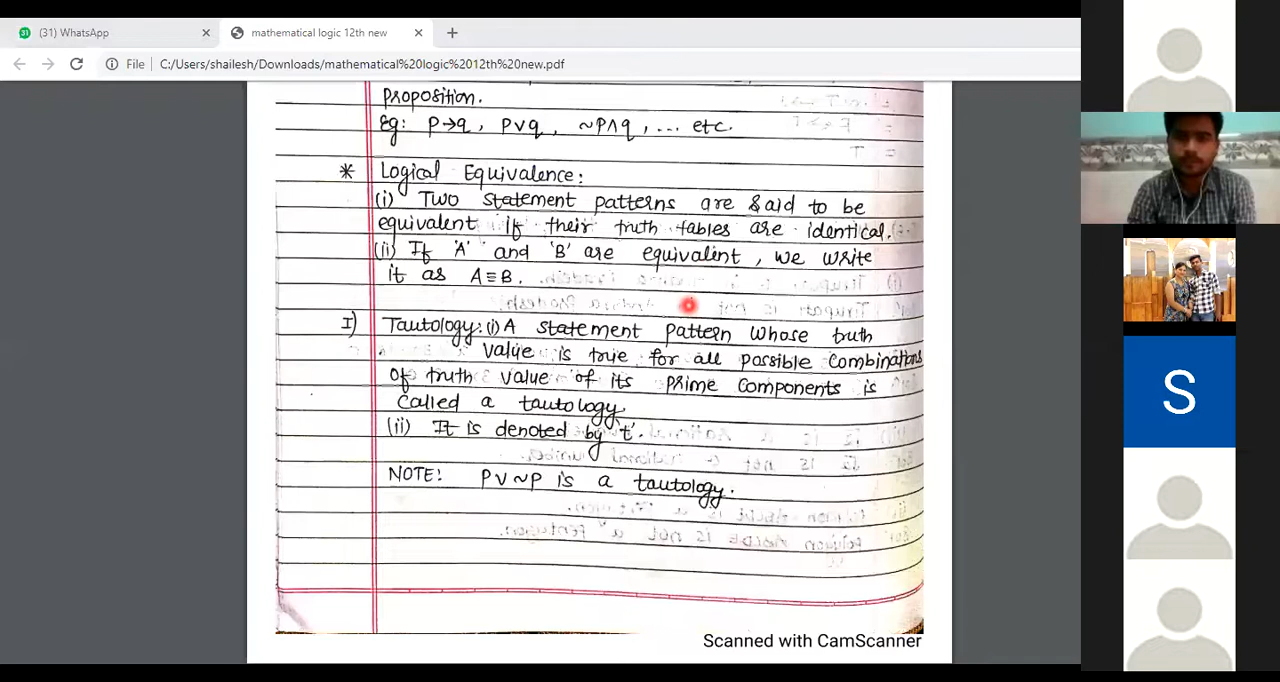 (31) WhatsApp
mathematical logic 12th new
File
C:/Users/shailesh/Downloads/mathematical%20logic%2012th%20new.pdf
proposition.
Eg: p→q, p∨q, ~p∧q, ... etc.
* Logical Equivalence:
(i) Two statement patterns are said to be
equivalent if their truth tables are identical.
(ii) If 'A' and 'B' are equivalent, we write
it as A≡B.
I) Tautology: (i) A statement pattern whose truth
value is true for all possible combinations
of truth value of its prime components is
called a tautology.
(ii) It is denoted by 't'.
NOTE: p∨~p is a tautology.
Scanned with CamScanner
S